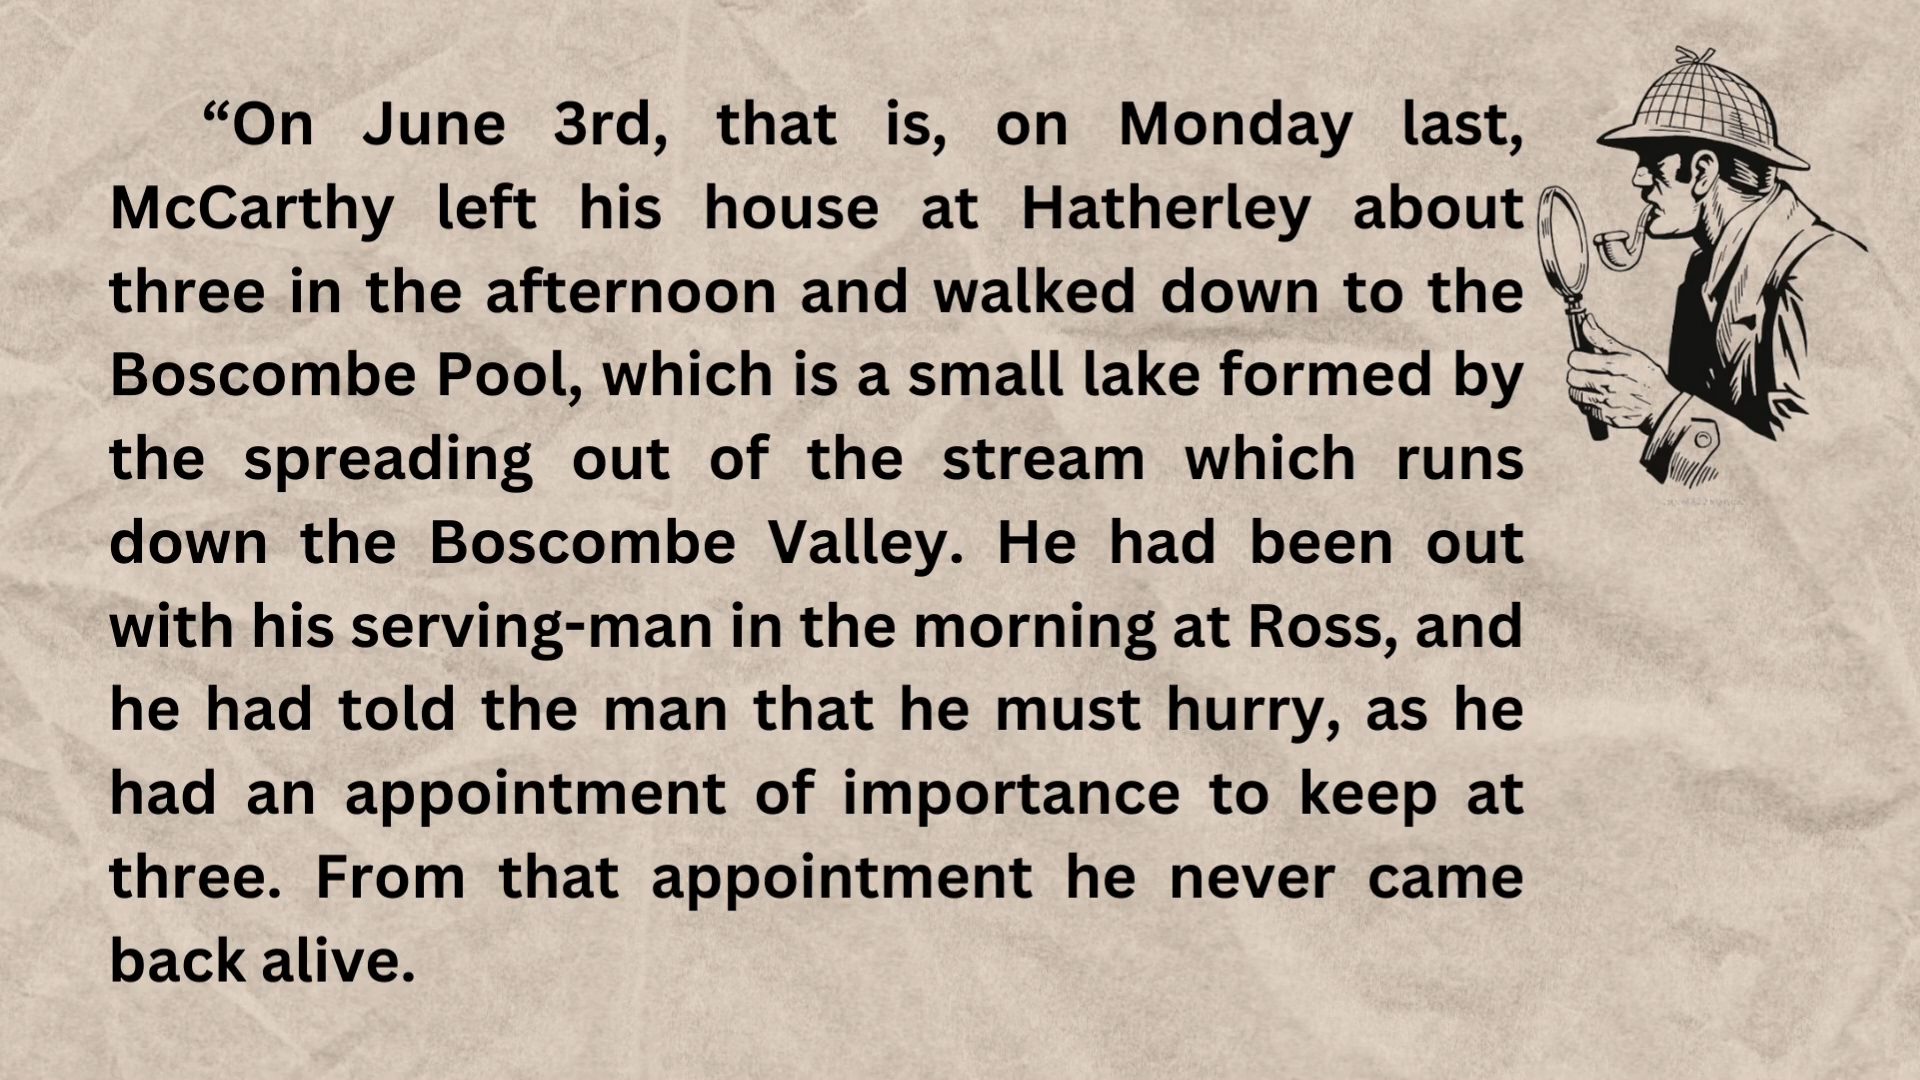 “On June 3rd, that is, on Monday last,
McCarthy left his house at Hatherley about
three in the afternoon and walked down to the
Boscombe Pool, which is a small lake formed by
the spreading out of the stream which runs
down the Boscombe Valley. He had been out
with his serving-man in the morning at Ross, and
he had told the man that he must hurry, as he
had an appointment of importance to keep at
three. From that appointment he never came
back alive.